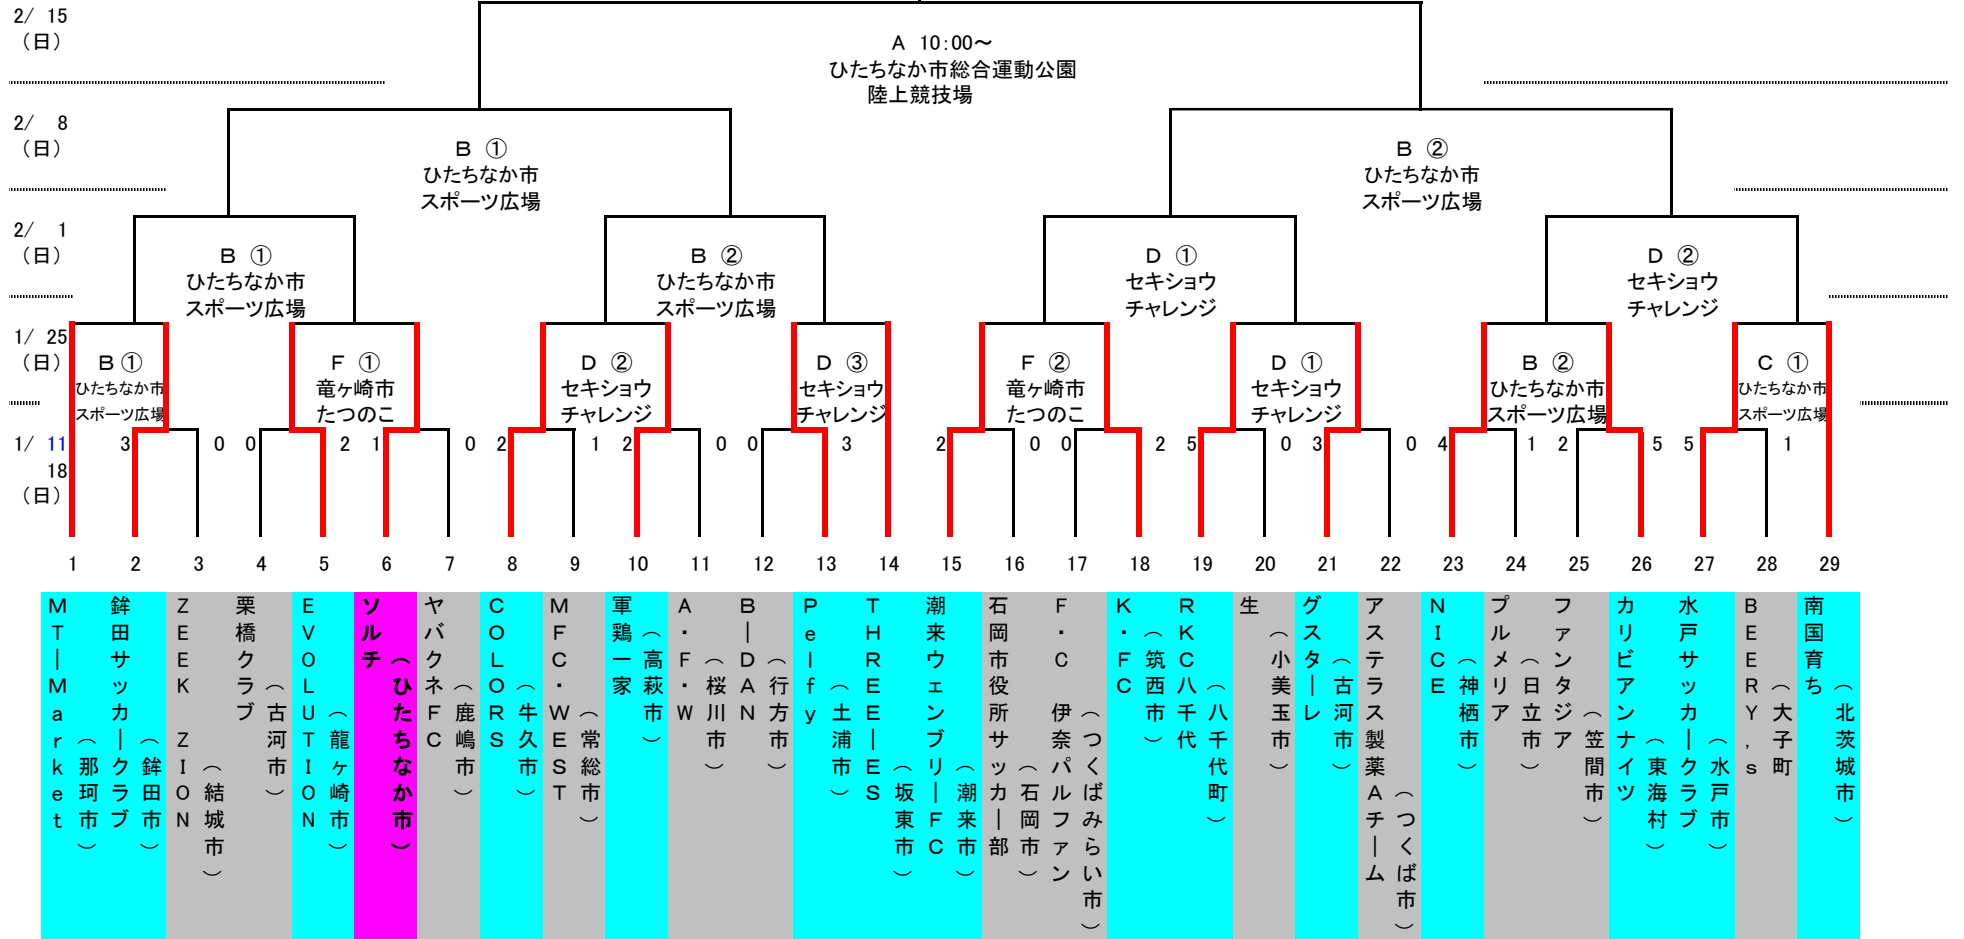 2/ 15
（日）
A 10:00～
ひたちなか市総合運動公園
陸上競技場
2/ 8
（日）
B ①
ひたちなか市
スポーツ広場
B ②
ひたちなか市
スポーツ広場
2/ 1
（日）
B ①
ひたちなか市
スポーツ広場
B ②
ひたちなか市
スポーツ広場
D ①
セキショウ
チャレンジ
D ②
セキショウ
チャレンジ
1/ 25
（日）
B ①
ひたちなか市
スポーツ広場
F ①
竜ヶ崎市
たつのこ
D ②
セキショウ
チャレンジ
D ③
セキショウ
チャレンジ
F ②
竜ヶ崎市
たつのこ
D ①
セキショウ
チャレンジ
B ②
ひたちなか市
スポーツ広場
C ①
ひたちなか市
スポーツ広場
1/ 11
18
（日）
3 0 0 2 1 0 2 1 2 0 0 3 2 0 0 2 5 0 3 0 4 1 2 5 5 1
1 2 3 4 5 6 7 8 9 10 11 12 13 14 15 16 17 18 19 20 21 22 23 24 25 26 27 28 29
MTーMarket
（那珂市）
鉾田サッカークラブ
（鉾田市）
ZEEK ZION
（結城市）
栗橋クラブ
（古河市）
EVOLUTION
（龍ヶ崎市）
ソルチ
（ひたちなか市）
ヤバクネFC
（鹿嶋市）
COLORS
（牛久市）
MFC・WEST
（常総市）
軍鶏一家
（高萩市）
A・F・W
（桜川市）
BーDAN
（行方市）
Pelfy
（土浦市）
THREEーES
（坂東市）
潮来ウェンブリーFC
（潮来市）
石岡市役所サッカー部
（石岡市）
F・C 伊奈パルファン
（つくばみらい市）
K・FC
（筑西市）
RKC八千代
（八千代町）
生
（小美玉市）
グスターレ
（古河市）
アステラス製薬Aチーム
（つくば市）
NICE
（神栖市）
プルメリア
（日立市）
ファンタジア
（笠間市）
カリビアンナイツ
（東海村）
水戸サッカークラブ
（水戸市）
BEERY,s
（大子町
南国育ち
（北茨城市）